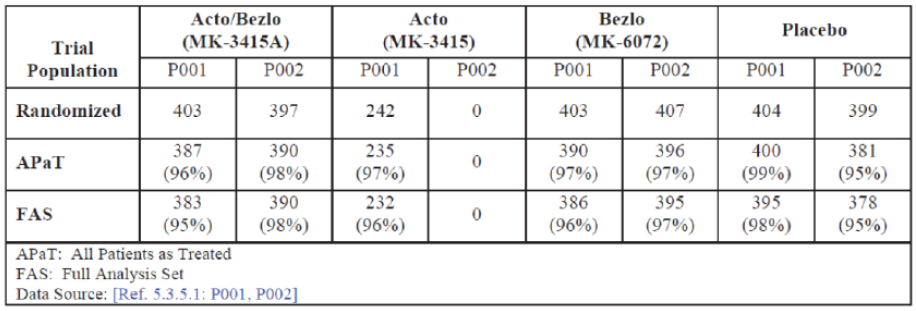 Trial Population Acto/Bezlo (MK-3415A) Acto (MK-3415) Bezlo (MK-6072) Placebo
P001 P002 P001 P002 P001 P002 P001 P002
Randomized 403 397 242 0 403 407 404 399
APaT 387 (96%) 390 (98%) 235 (97%) 0 390 (97%) 396 (97%) 400 (99%) 381 (95%)
FAS 383 (95%) 390 (98%) 232 (96%) 0 386 (96%) 395 (97%) 395 (98%) 378 (95%)
APaT: All Patients as Treated
FAS: Full Analysis Set
Data Source: [Ref. 5.3.5.1: P001, P002]